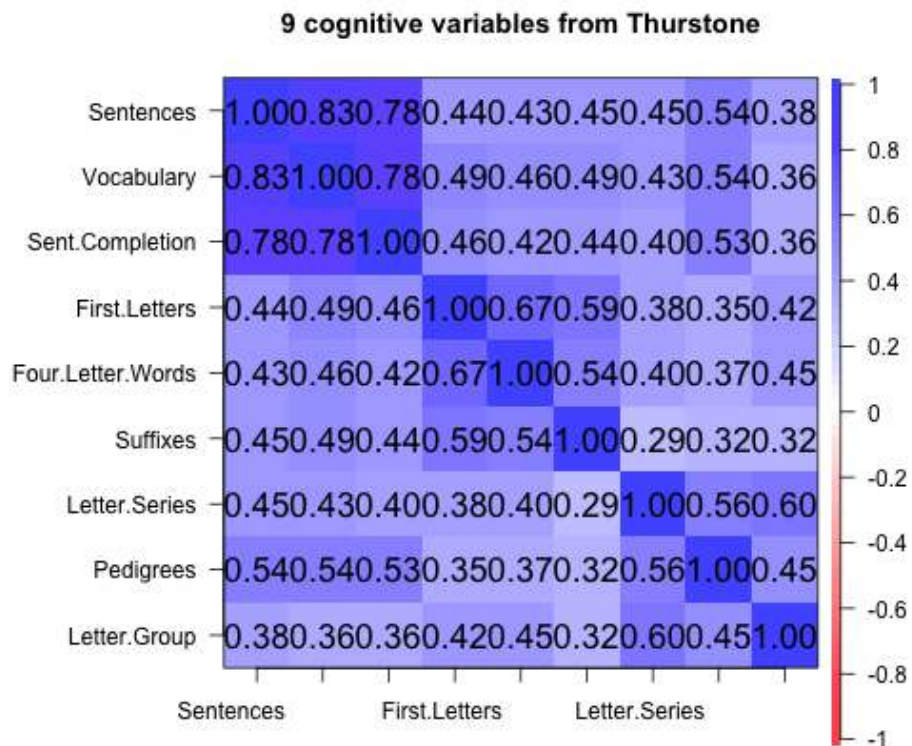 9 cognitive variables from Thurstone
Sentences 1.00 0.83 0.78 0.44 0.43 0.45 0.45 0.54 0.38
Vocabulary 0.83 1.00 0.78 0.49 0.46 0.49 0.43 0.54 0.36
Sent.Completion 0.78 0.78 1.00 0.46 0.42 0.44 0.40 0.53 0.36
First.Letters 0.44 0.49 0.46 1.00 0.67 0.59 0.38 0.35 0.42
Four.Letter.Words 0.43 0.46 0.42 0.67 1.00 0.54 0.40 0.37 0.45
Suffixes 0.45 0.49 0.44 0.59 0.54 1.00 0.29 0.32 0.32
Letter.Series 0.45 0.43 0.40 0.38 0.40 0.29 1.00 0.56 0.60
Pedigrees 0.54 0.54 0.53 0.35 0.37 0.32 0.56 1.00 0.45
Letter.Group 0.38 0.36 0.36 0.42 0.45 0.32 0.60 0.45 1.00
Sentences First.Letters Letter.Series
1
0.8
0.6
0.4
0.2
0
-0.2
-0.4
-0.6
-0.8
-1